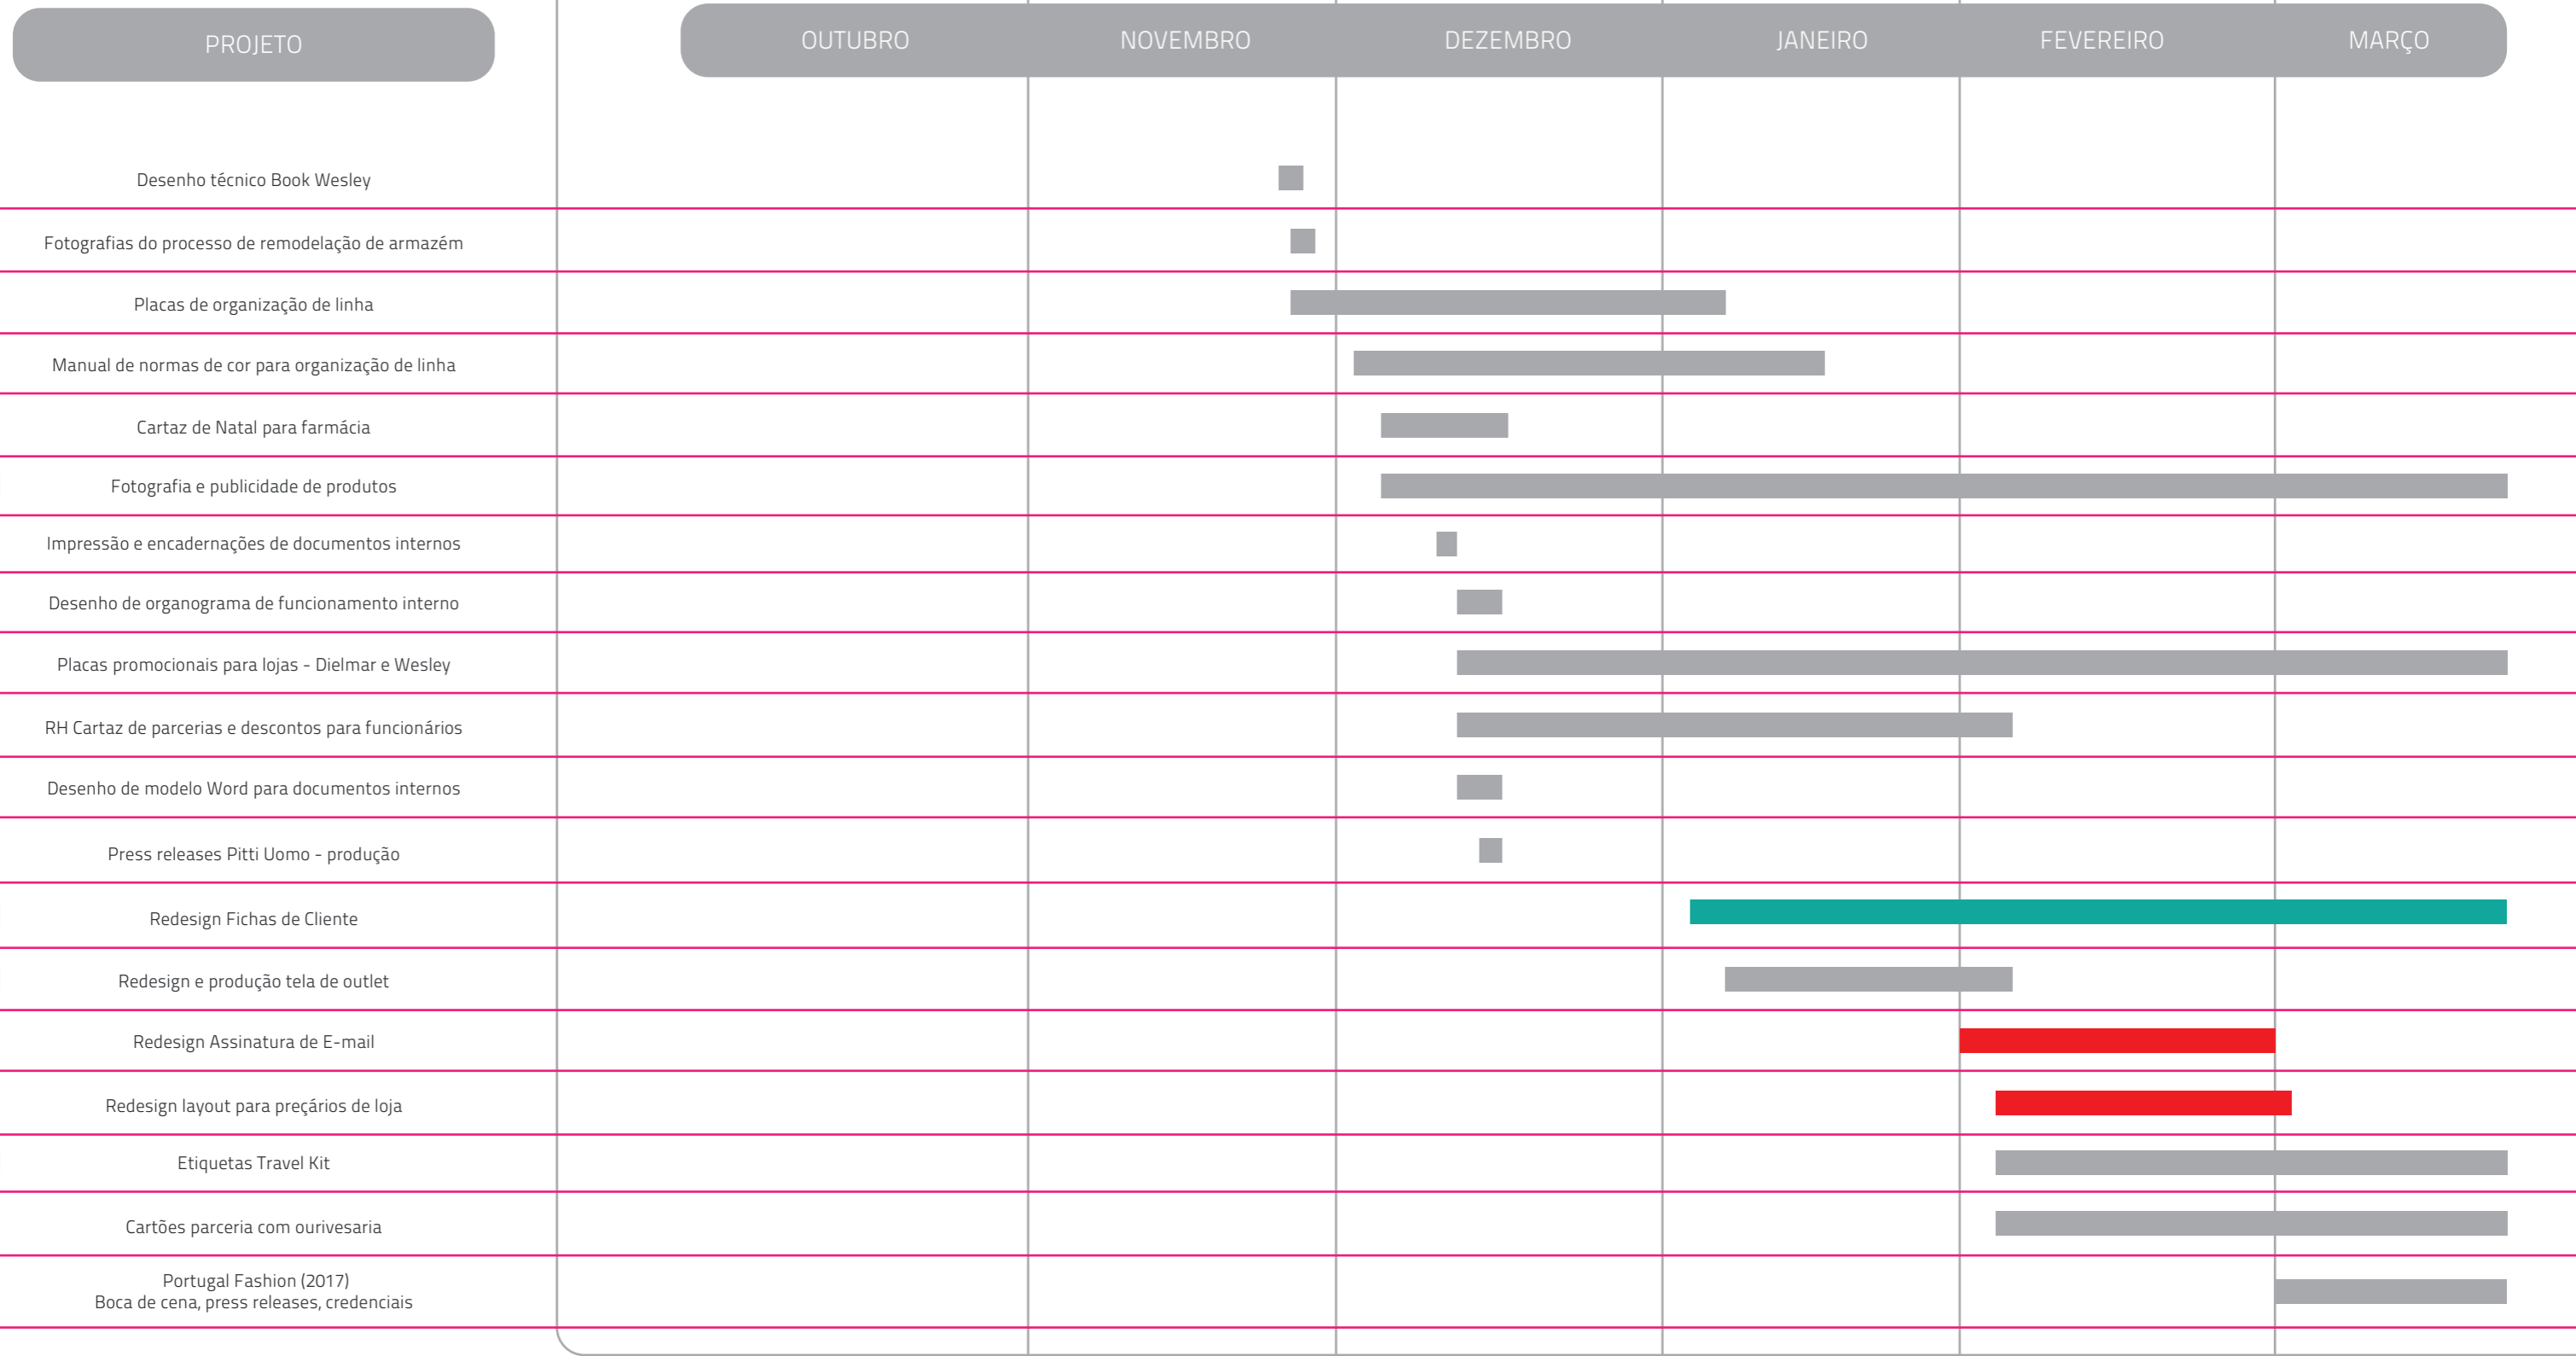 PROJETO
OUTUBRO
NOVEMBRO
DEZEMBRO
JANEIRO
FEVEREIRO
MARÇO
Desenho técnico Book Wesley
Fotografias do processo de remodelação de armazém
Placas de organização de linha
Manual de normas de cor para organização de linha
Cartaz de Natal para farmácia
Fotografia e publicidade de produtos
Impressão e encadernações de documentos internos
Desenho de organograma de funcionamento interno
Placas promocionais para lojas - Dielmar e Wesley
RH Cartaz de parcerias e descontos para funcionários
Desenho de modelo Word para documentos internos
Press releases Pitti Uomo - produção
Redesign Fichas de Cliente
Redesign e produção tela de outlet
Redesign Assinatura de E-mail
Redesign layout para preçários de loja
Etiquetas Travel Kit
Cartões parceria com ourivesaria
Portugal Fashion (2017)
Boca de cena, press releases, credenciais